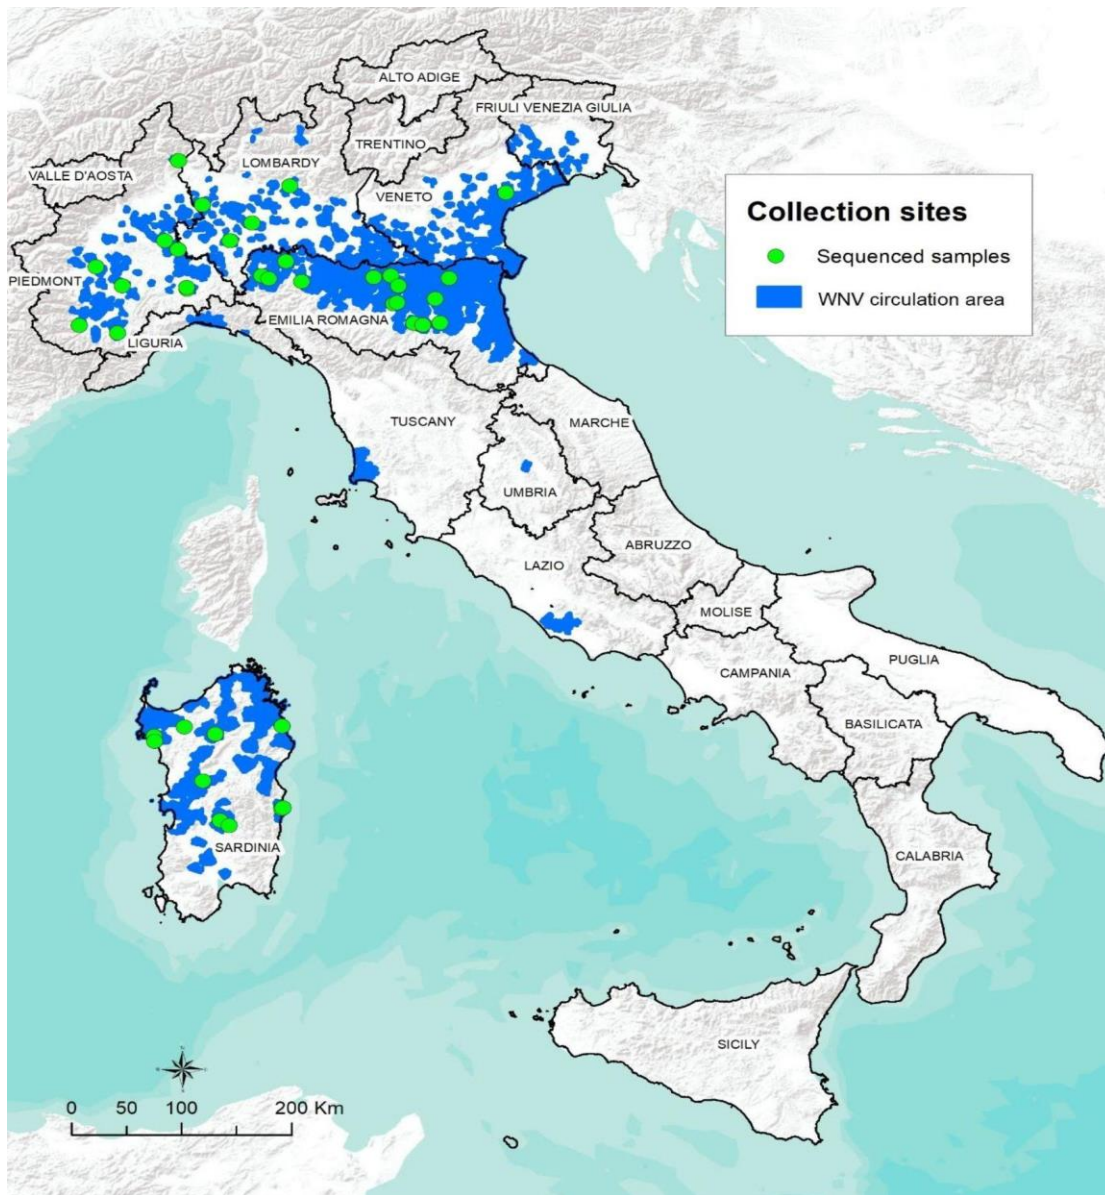 ALTO ADIGE
FRIULI VENEZIA GIULIA
TRENTINO
LOMBARDY
VALLE D'AOSTA
VENETO
PIEDMONT
EMILIA ROMAGNA
LIGURIA
Collection sites
Sequenced samples
WNV circulation area
TUSCANY
MARCHE
UMBRIA
ABRUZZO
LAZIO
MOLISE
PUGLIA
CAMPANIA
BASILICATA
SARDINIA
CALABRIA
SICILY
0 50 100 200 Km